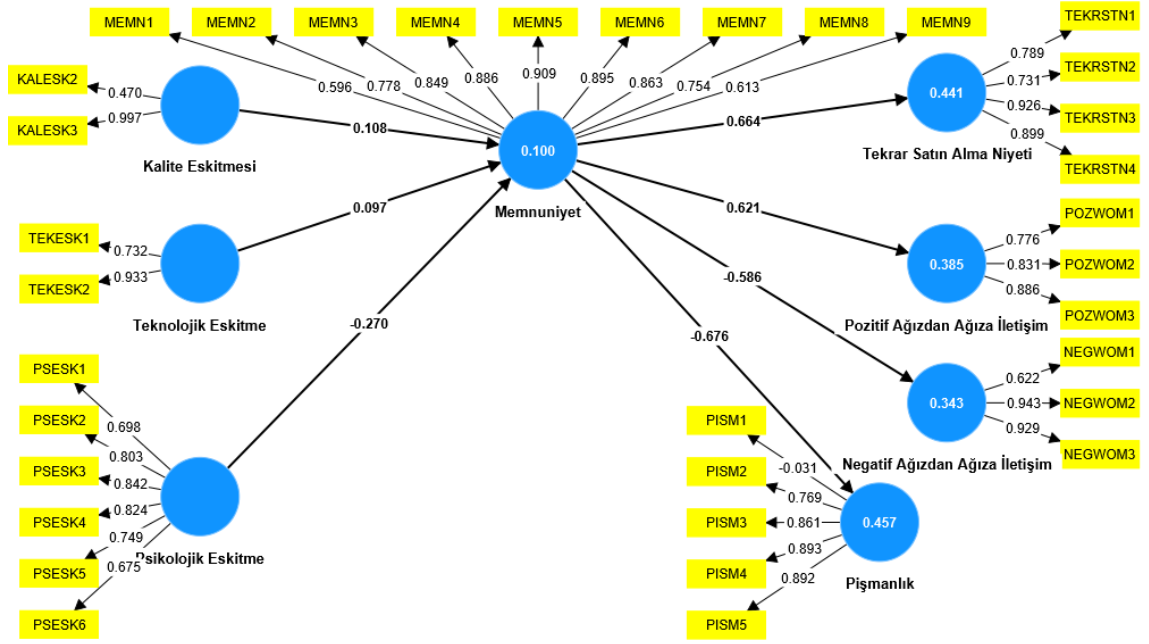 MEMN1
MEMN2
MEMN3
MEMN4
MEMN5
MEMN6
MEMN7
MEMN8
MEMN9
0.596
0.778
0.849
0.886
0.909
0.895
0.863
0.754
0.613
KALESK2
KALESK3
0.470
0.997
Kalite Eskitmesi
0.108
TEKESK1
TEKESK2
0.732
0.933
Teknolojik Eskitme
0.097
PSESK1
PSESK2
PSESK3
PSESK4
PSESK5
PSESK6
0.698
0.803
0.842
0.824
0.749
0.675
Psikolojik Eskitme
-0.270
0.100
Memnuniyet
0.664
0.621
-0.586
-0.676
0.441
Tekrar Satın Alma Niyeti
0.789
0.731
0.926
0.899
TEKRSTN1
TEKRSTN2
TEKRSTN3
TEKRSTN4
0.385
Pozitif Ağızdan Ağıza İletişim
0.776
0.831
0.886
POZWOM1
POZWOM2
POZWOM3
0.343
Negatif Ağızdan Ağıza İletişim
0.622
0.943
0.929
NEGWOM1
NEGWOM2
NEGWOM3
PISM1
PISM2
PISM3
PISM4
PISM5
-0.031
0.769
0.861
0.893
0.892
0.457
Pişmanlık